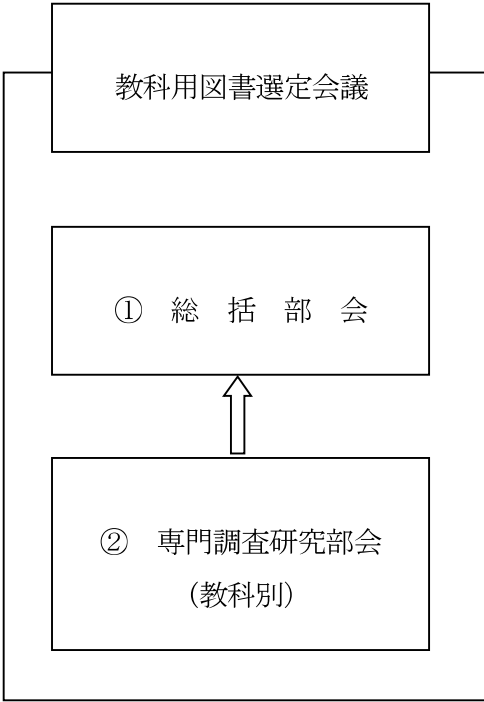 教科用図書選定会議
① 総 括 部 会
② 専門調査研究部会
(教科別)